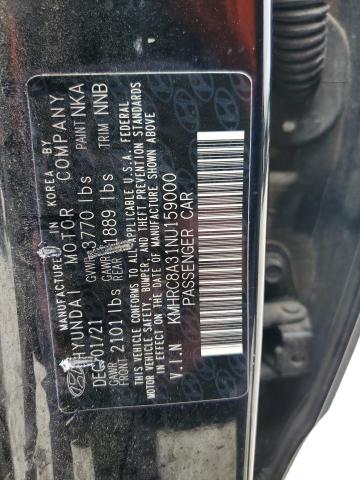 MANUFACTURED IN KOREA BY
HYUNDAI MOTOR COMPANY
DEC/01/21 GVWR 3770 lbs PAINT NKA
GAWR FRONT 2101 lbs GAWR REAR 1889 lbs TRIM NNB
THIS VEHICLE CONFORMS TO ALL APPLICABLE U.S.A. FEDERAL
MOTOR VEHICLE SAFETY, BUMPER, AND THEFT PREVENTION STANDARDS
IN EFFECT ON THE DATE OF MANUFACTURE SHOWN ABOVE
V.I.N KMHRC8A31NU159000
PASSENGER CAR